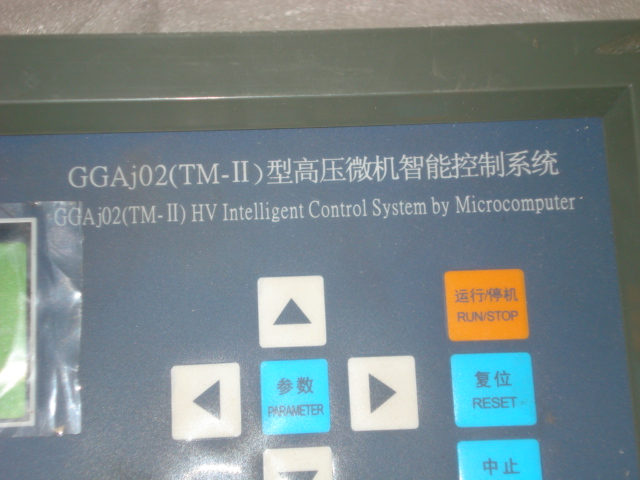 GGAj02(TM-Ⅱ)型高压微机智能控制系统
GGAj02(TM-Ⅱ) HV Intelligent Control System by Microcomputer
运行/停机
RUN/STOP
参数
PARAMETER
复位
RESET
中止